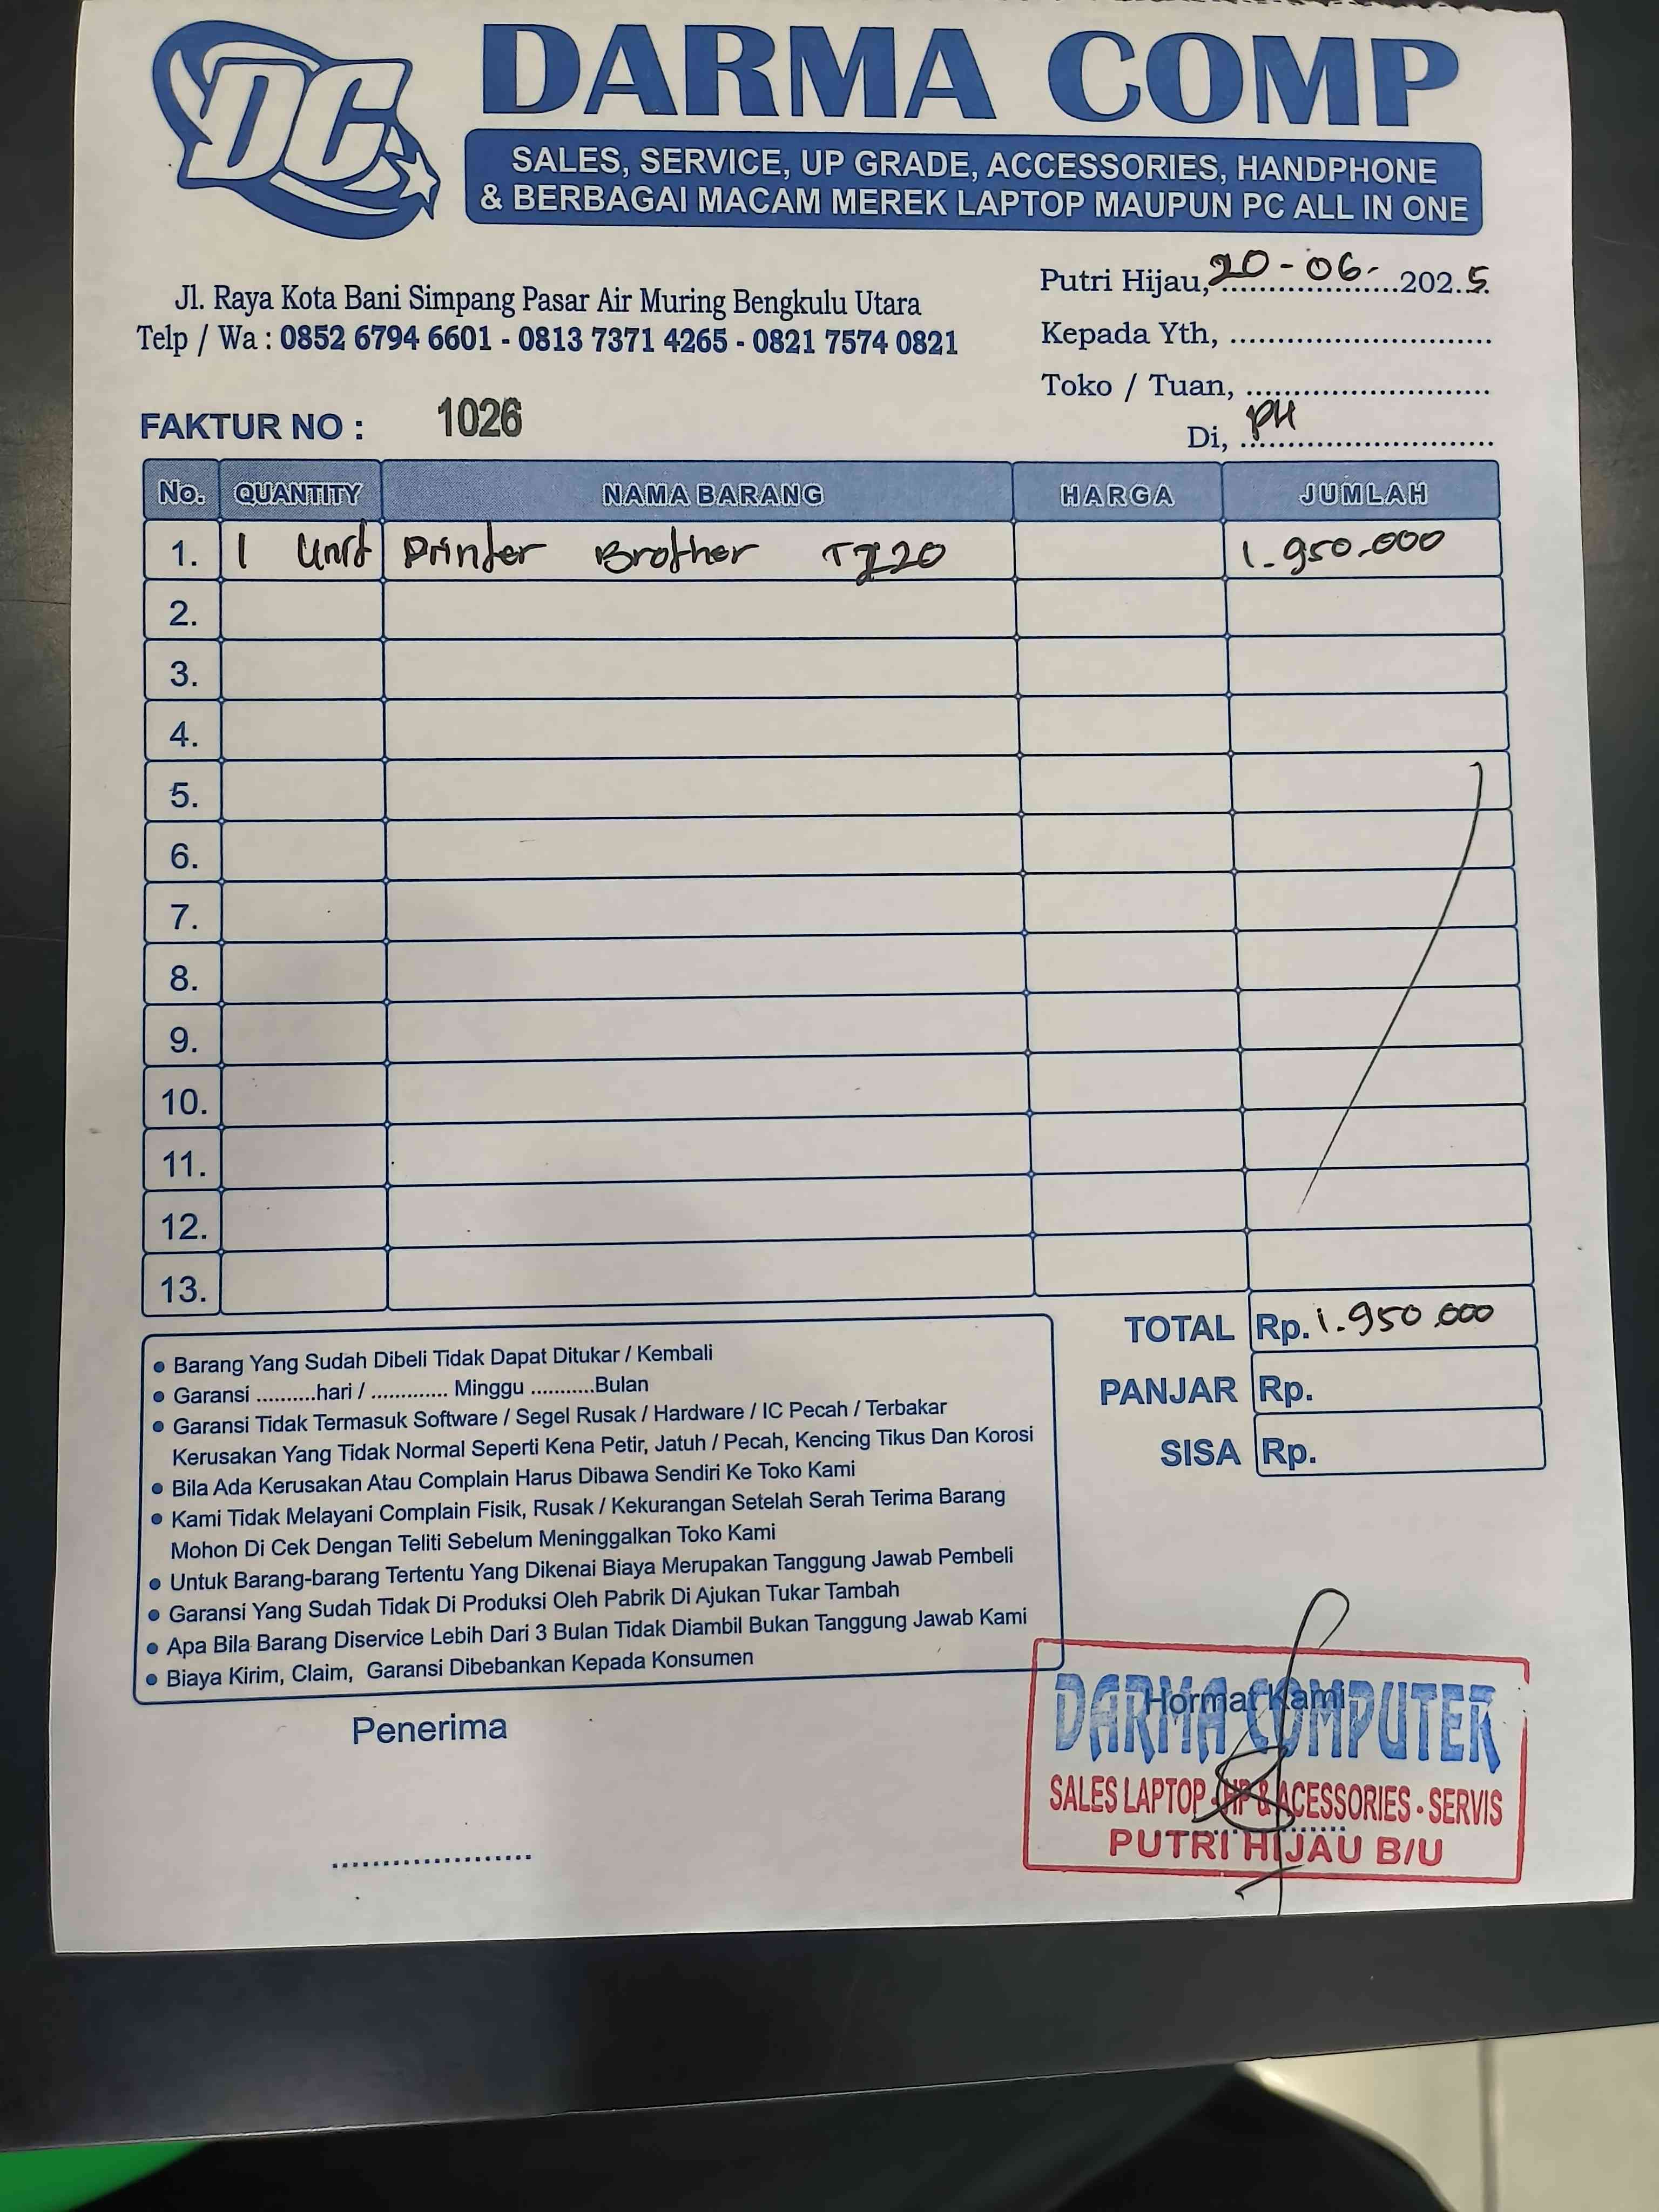 DC
DARMA COMP
SALES, SERVICE, UP GRADE, ACCESSORIES, HANDPHONE
& BERBAGAI MACAM MEREK LAPTOP MAUPUN PC ALL IN ONE
Jl. Raya Kota Bani Simpang Pasar Air Muring Bengkulu Utara
Telp / Wa : 0852 6794 6601 - 0813 7371 4265 - 0821 7574 0821
Putri Hijau, 20-06- 2025
Kepada Yth, ..............................
Toko / Tuan, ..............................
Di, PH
FAKTUR NO : 1026
No. QUANTITY NAMA BARANG HARGA JUMLAH
1. 1 Unit Printer Brother 1.950.000
2.
3.
4.
5.
6.
7.
8.
9.
10.
11.
12.
13.
TOTAL Rp. 1.950.000
PANJAR Rp.
SISA Rp.
• Barang Yang Sudah Dibeli Tidak Dapat Ditukar / Kembali
• Garansi ..........hari / ............. Minggu ...........Bulan
• Garansi Tidak Termasuk Software / Segel Rusak / Hardware / IC Pecah / Terbakar
Kerusakan Yang Tidak Normal Seperti Kena Petir, Jatuh / Pecah, Kencing Tikus Dan Korosi
• Bila Ada Kerusakan Atau Complain Harus Dibawa Sendiri Ke Toko Kami
• Kami Tidak Melayani Complain Fisik, Rusak / Kekurangan Setelah Serah Terima Barang
Mohon Di Cek Dengan Teliti Sebelum Meninggalkan Toko Kami
• Untuk Barang-barang Tertentu Yang Dikenai Biaya Merupakan Tanggung Jawab Pembeli
• Garansi Yang Sudah Tidak Di Produksi Oleh Pabrik Di Ajukan Tukar Tambah
• Apa Bila Barang Diservice Lebih Dari 3 Bulan Tidak Diambil Bukan Tanggung Jawab Kami
• Biaya Kirim, Claim, Garansi Dibebankan Kepada Konsumen
Penerima
....................
Hormat Kami
DARMA COMPUTER
SALES LAPTOP - HP & ACESSORIES - SERVIS
PUTRI HIJAU B/U